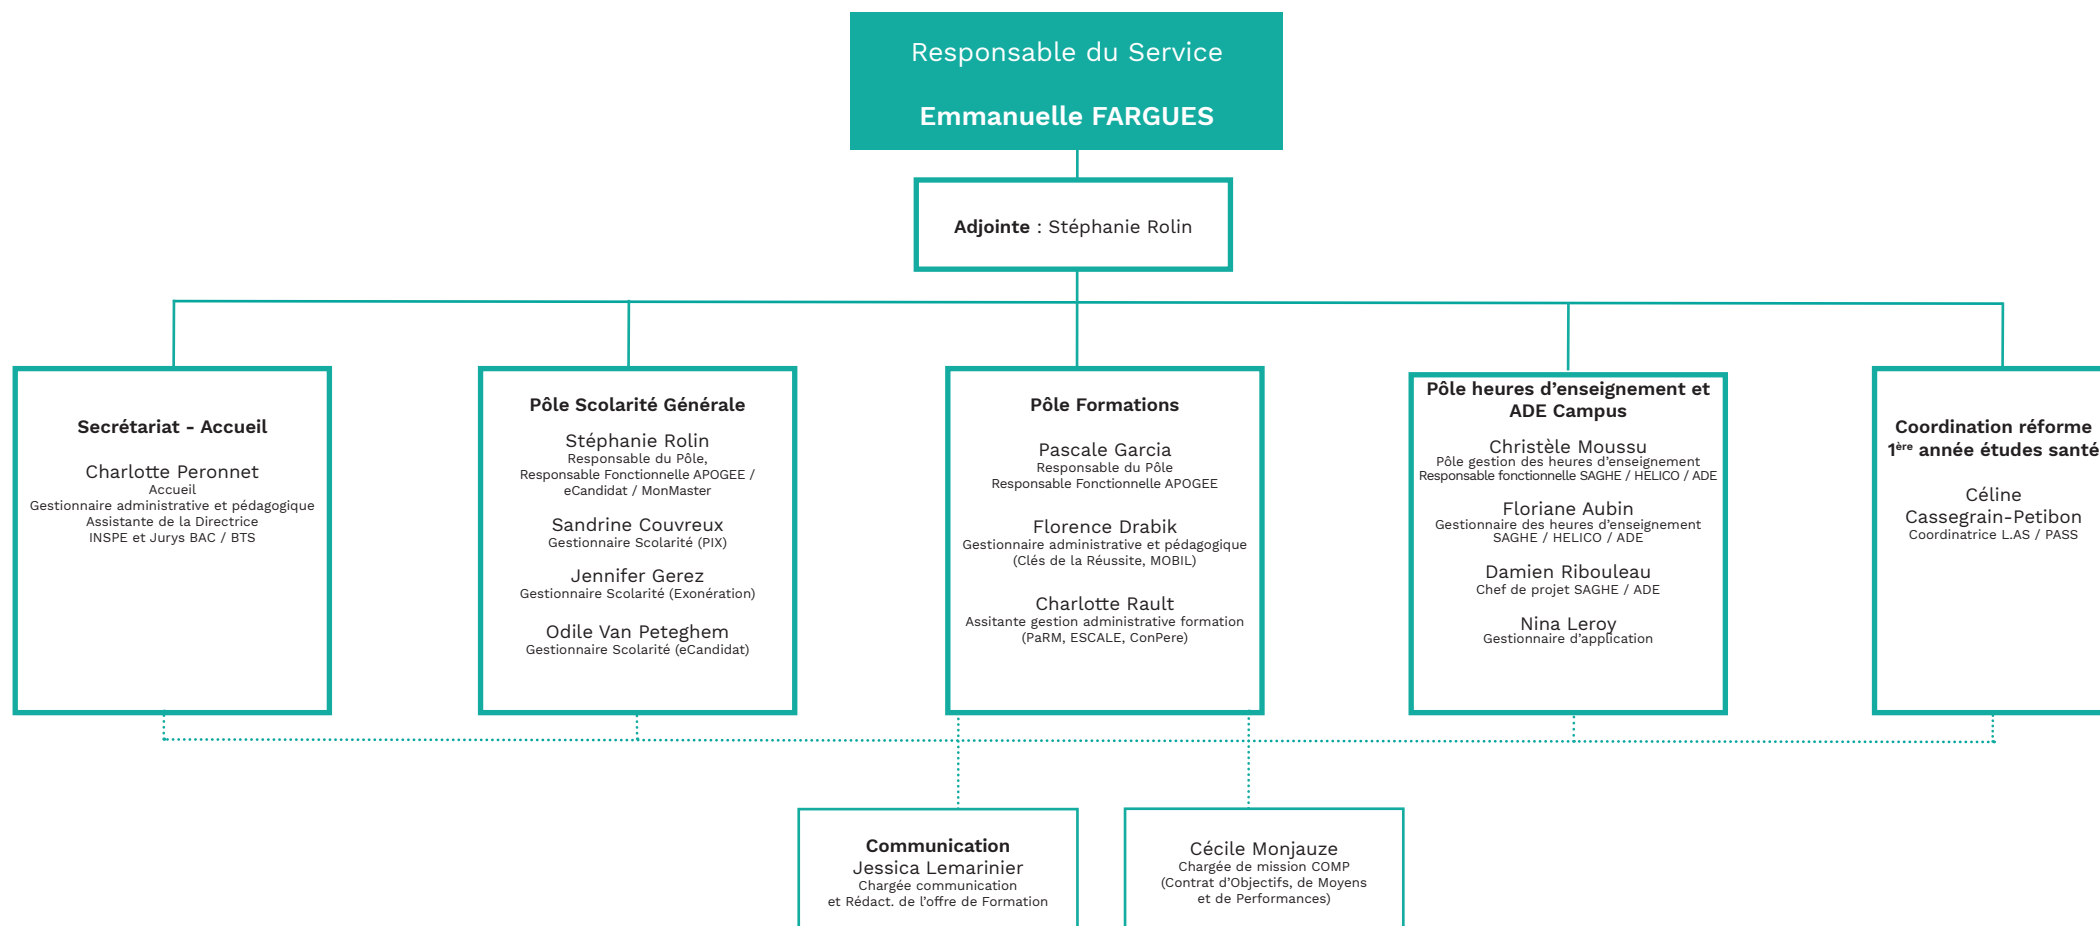 Responsable du Service
Emmanuelle FARGUES
Adjointe : Stéphanie Rolin
Secrétariat - Accueil
Charlotte Peronnet
Accueil
Gestionnaire administrative et pédagogique
Assistante de la Directrice
INSPE et Jurys BAC / BTS
Pôle Scolarité Générale
Stéphanie Rolin
Responsable du Pôle,
Responsable Fonctionnelle APOGEE /
eCandidat / MonMaster
Sandrine Couvreux
Gestionnaire Scolarité (PIX)
Jennifer Gerez
Gestionnaire Scolarité (Exonération)
Odile Van Peteghem
Gestionnaire Scolarité (eCandidat)
Pôle Formations
Pascale Garcia
Responsable du Pôle
Responsable Fonctionnelle APOGEE
Florence Drabik
Gestionnaire administrative et pédagogique
(Clés de la Réussite, MOBIL)
Charlotte Rault
Assitante gestion administrative formation
(PaRM, ESCALE, ConPere)
Pôle heures d’enseignement et
ADE Campus
Christèle Moussu
Pôle gestion des heures d’enseignement
Responsable fonctionnelle SAGHE / HELICO / ADE
Floriane Aubin
Gestionnaire des heures d’enseignement
SAGHE / HELICO / ADE
Damien Ribouleau
Chef de projet SAGHE / ADE
Nina Leroy
Gestionnaire d’application
Coordination réforme
1ère année études santé
Céline
Cassegrain-Petibon
Coordinatrice L.AS / PASS
Communication
Jessica Lemarinier
Chargée communication
et Rédact. de l’offre de Formation
Cécile Monjauze
Chargée de mission COMP
(Contrat d’Objectifs, de Moyens
et de Performances)